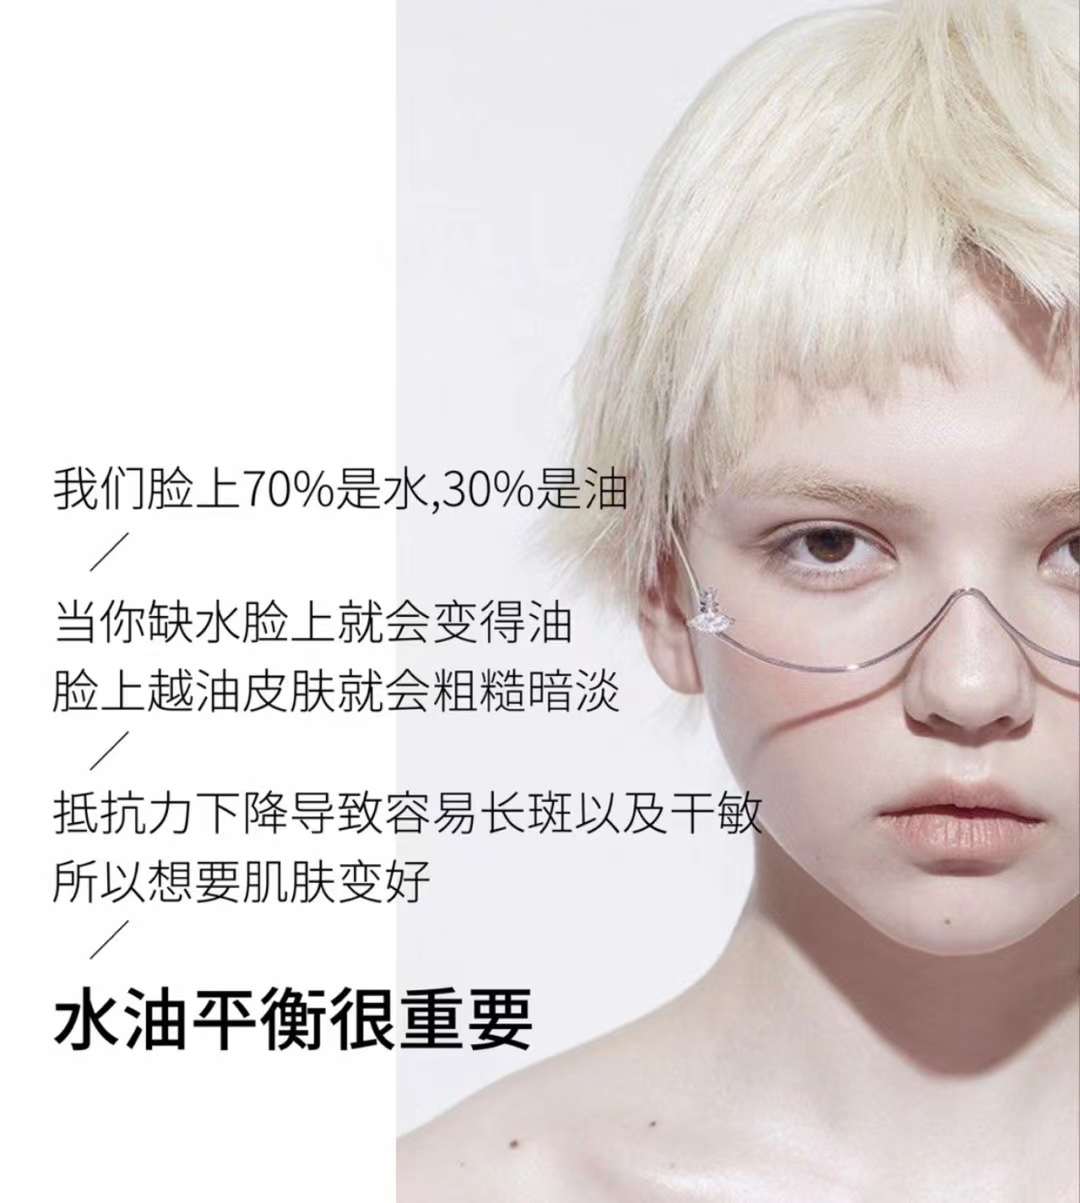 我们脸上70%是水,30%是油
当你缺水脸上就会变得油
脸上越油皮肤就会粗糙暗淡
抵抗力下降导致容易长斑以及干敏
所以想要肌肤变好
水油平衡很重要